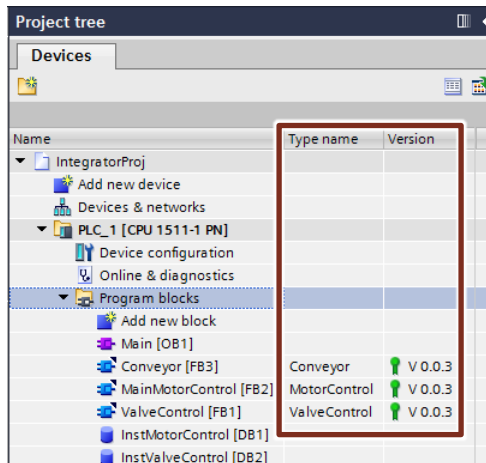 Project tree
Devices
Name Type name Version
IntegratorProj
Add new device
Devices & networks
PLC_1 [CPU 1511-1 PN]
Device configuration
Online & diagnostics
Program blocks
Add new block
Main [OB1]
Conveyor [FB3] Conveyor V 0.0.3
MainMotorControl [FB2] MotorControl V 0.0.3
ValveControl [FB1] ValveControl V 0.0.3
InstMotorControl [DB1]
InstValveControl [DB2]